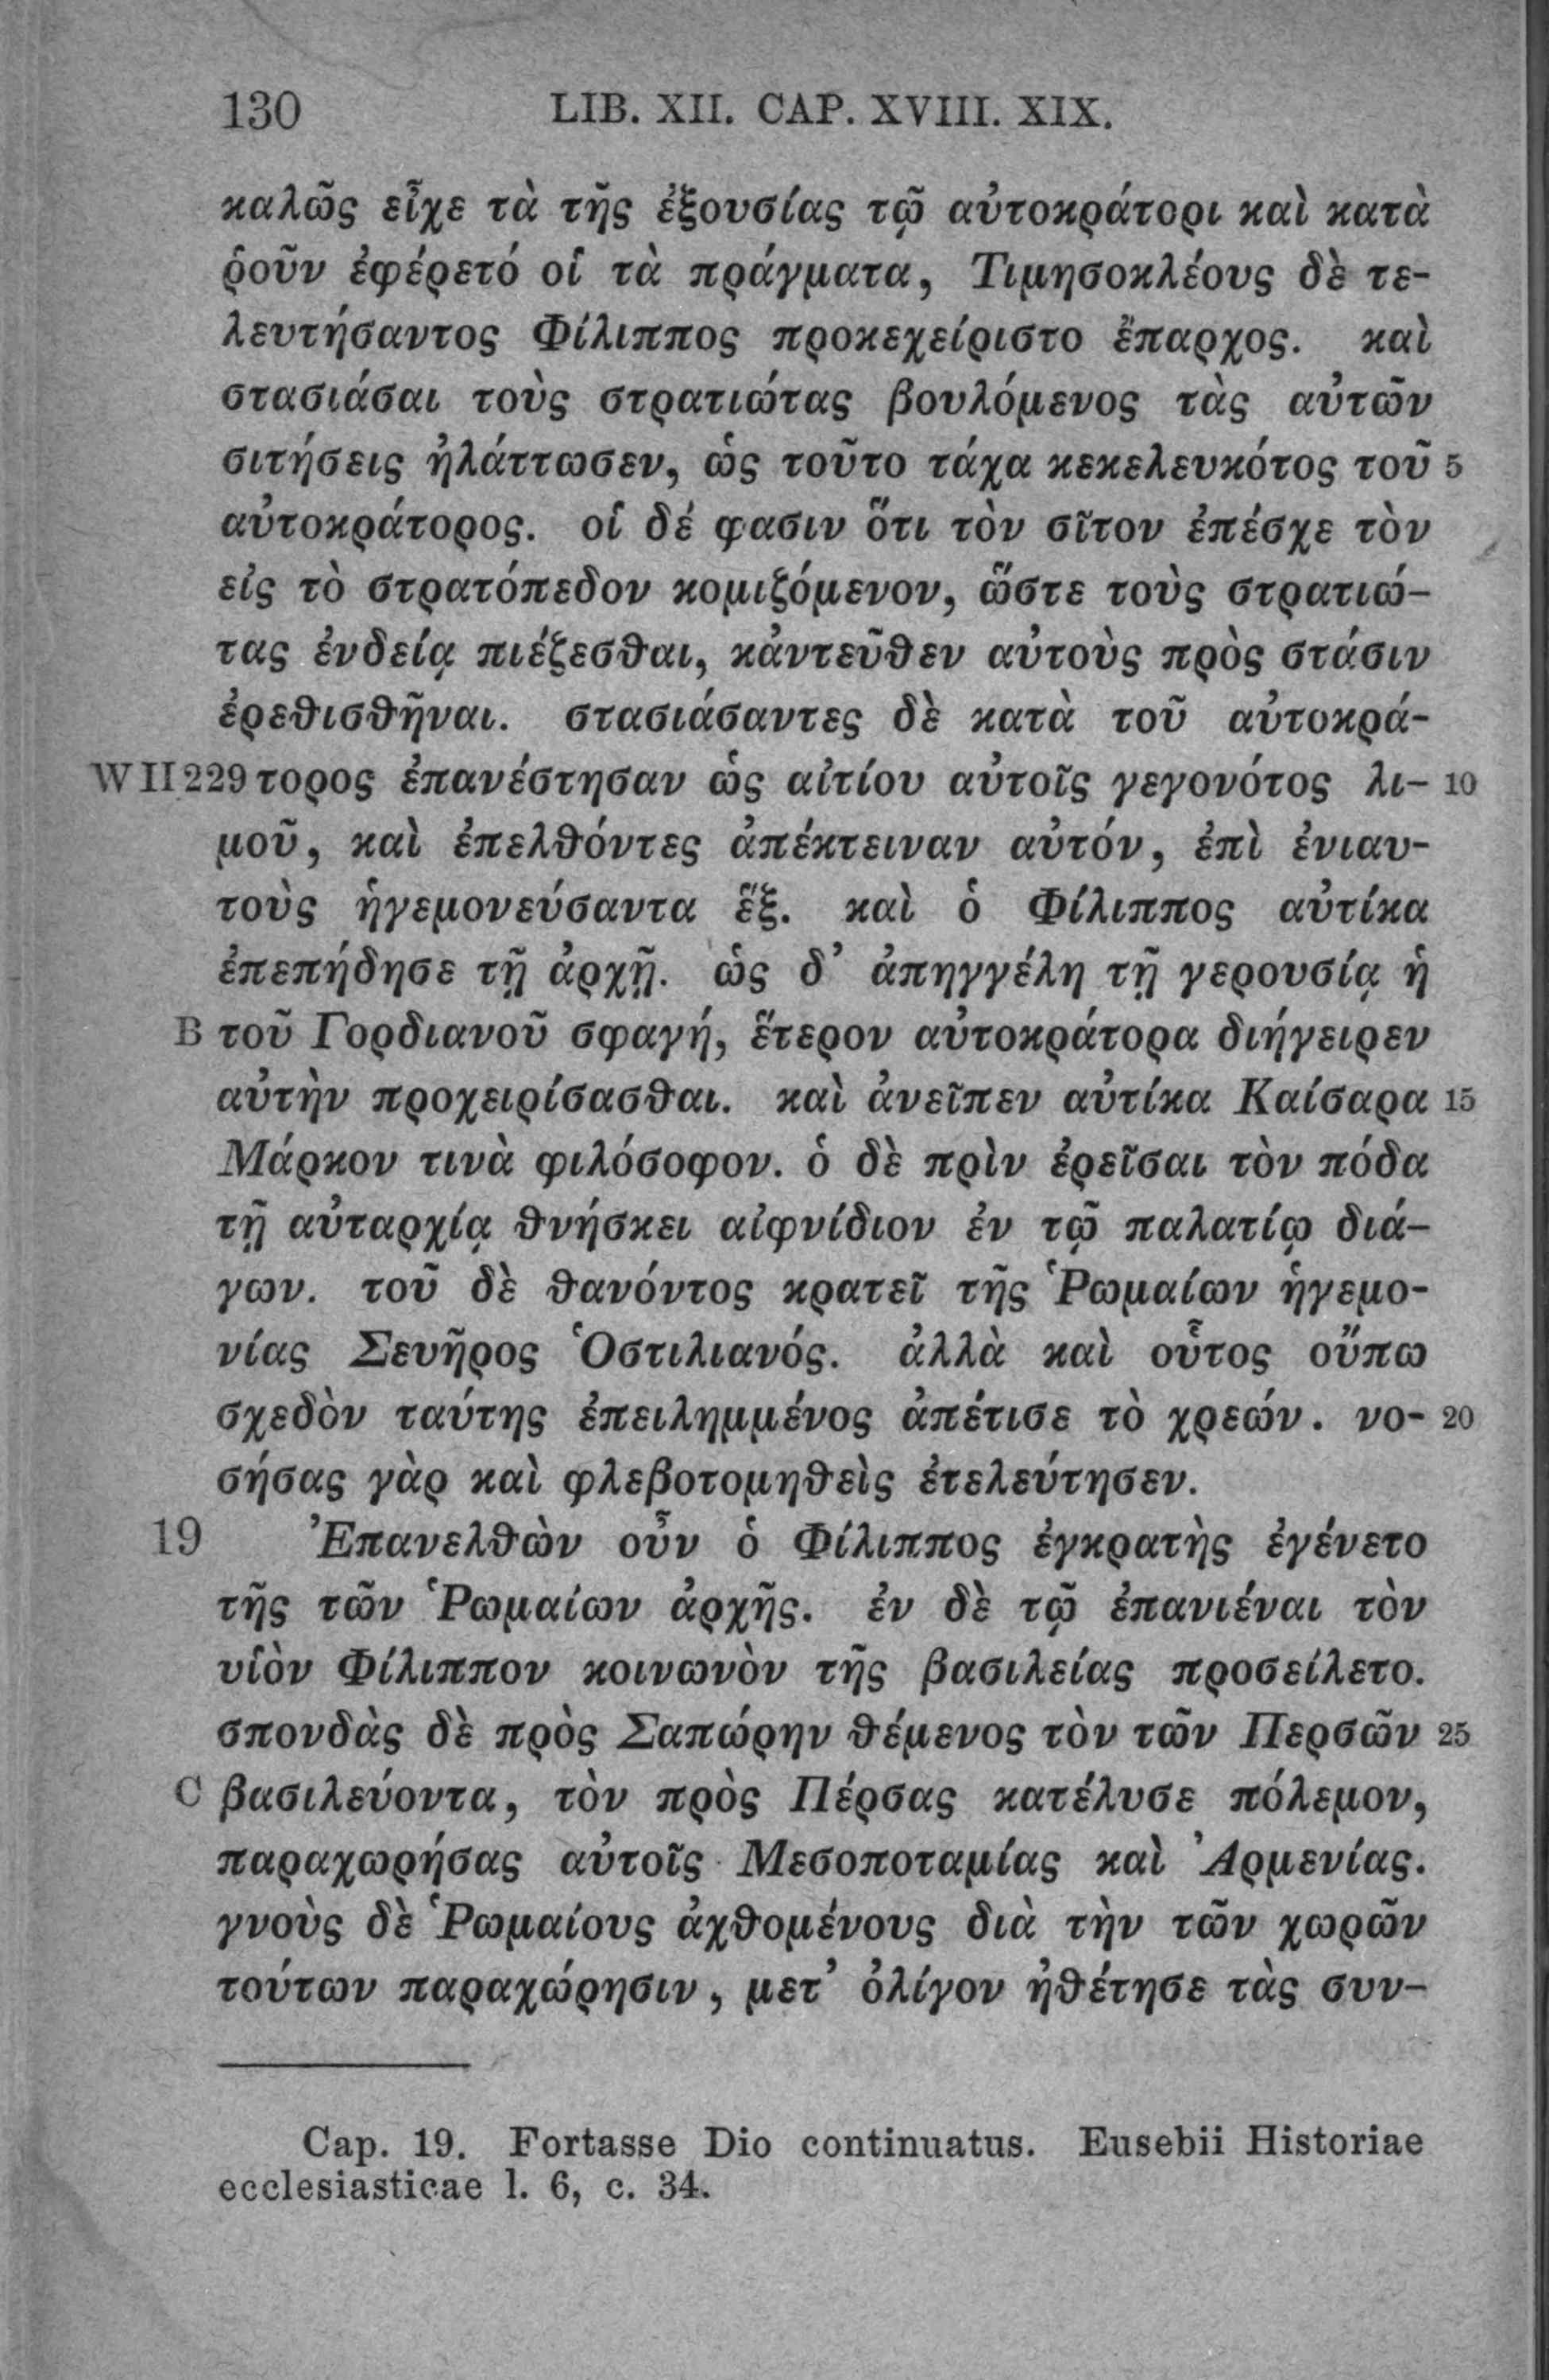 130 LIB. XII. CAP. XVIII. XIX.
καλῶς εἶχε τὰ τῆς ἐξουσίας τῷ αὐτοκράτορι καὶ κατὰ
ῥοῦν ἐφέρετό οἱ τὰ πράγματα, Τιμησοκλέους δὲ τε-
λευτήσαντος Φίλιππος προκεχείριστο ἔπαρχος. καὶ
στασιάσαι τοὺς στρατιώτας βουλόμενος τὰς αὐτῶν
σιτήσεις ἠλάττωσεν, ὡς τοῦτο τάχα κεκελευκότος τοῦ 5
αὐτοκράτορος. οἱ δέ φασιν ὅτι τὸν σῖτον ἐπέσχε τὸν
εἰς τὸ στρατόπεδον κομιζόμενον, ὥστε τοὺς στρατιώ-
τας ἐνδείᾳ πιέζεσθαι, κἀντεῦθεν αὐτοὺς πρὸς στάσιν
ἐρεθισθῆναι. στασιάσαντες δὲ κατὰ τοῦ αὐτοκρά-
W II 229 τορος ἐπανέστησαν ὡς αἰτίου αὐτοῖς γεγονότος λι- 10
μοῦ, καὶ ἐπελθόντες ἀπέκτειναν αὐτόν, ἐπὶ ἐνιαυ-
τοὺς ἡγεμονεύσαντα ἕξ. καὶ ὁ Φίλιππος αὐτίκα
ἐπεπήδησε τῇ ἀρχῇ. ὡς δ' ἀπηγγέλη τῇ γερουσίᾳ ἡ
B τοῦ Γορδιανοῦ σφαγή, ἕτερον αὐτοκράτορα διήγειρεν
αὐτὴν προχειρίσασθαι. καὶ ἀνεῖπεν αὐτίκα Καίσαρα 15
Μάρκον τινὰ φιλόσοφον. ὁ δὲ πρὶν ἐρεῖσαι τὸν πόδα
τῇ αὐταρχίᾳ θνήσκει αἰφνίδιον ἐν τῷ παλατίῳ διά-
γων. τοῦ δὲ θανόντος κρατεῖ τῆς Ῥωμαίων ἡγεμο-
νίας Σευῆρος Ὁστιλιανός. ἀλλὰ καὶ οὗτος οὔπω
σχεδὸν ταύτης ἐπειλημμένος ἀπέτισε τὸ χρεών. νο- 20
σήσας γὰρ καὶ φλεβοτομηθεὶς ἐτελεύτησεν.
19 Ἐπανελθὼν οὖν ὁ Φίλιππος ἐγκρατὴς ἐγένετο
τῆς τῶν Ῥωμαίων ἀρχῆς. ἐν δὲ τῷ ἐπανιέναι τὸν
υἱὸν Φίλιππον κοινωνὸν τῆς βασιλείας προσείλετο.
σπονδὰς δὲ πρὸς Σαπώρην θέμενος τὸν τῶν Περσῶν 25
C βασιλεύοντα, τὸν πρὸς Πέρσας κατέλυσε πόλεμον,
παραχωρήσας αὐτοῖς Μεσοποταμίας καὶ Ἀρμενίας.
γνοὺς δὲ Ῥωμαίους ἀχθομένους διὰ τὴν τῶν χωρῶν
τούτων παραχώρησιν, μετ' ὀλίγον ἠθέτησε τὰς συν-
Cap. 19. Fortasse Dio continuatus. Eusebii Historiae
ecclesiasticae l. 6, c. 34.